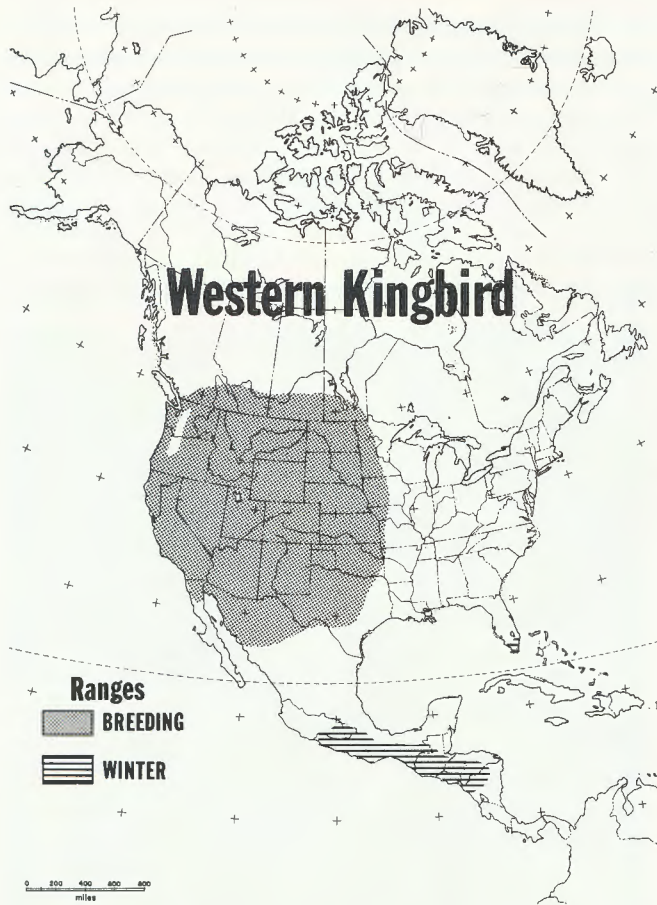 Western Kingbird
Ranges
BREEDING
WINTER
0 200 400 600 800
miles